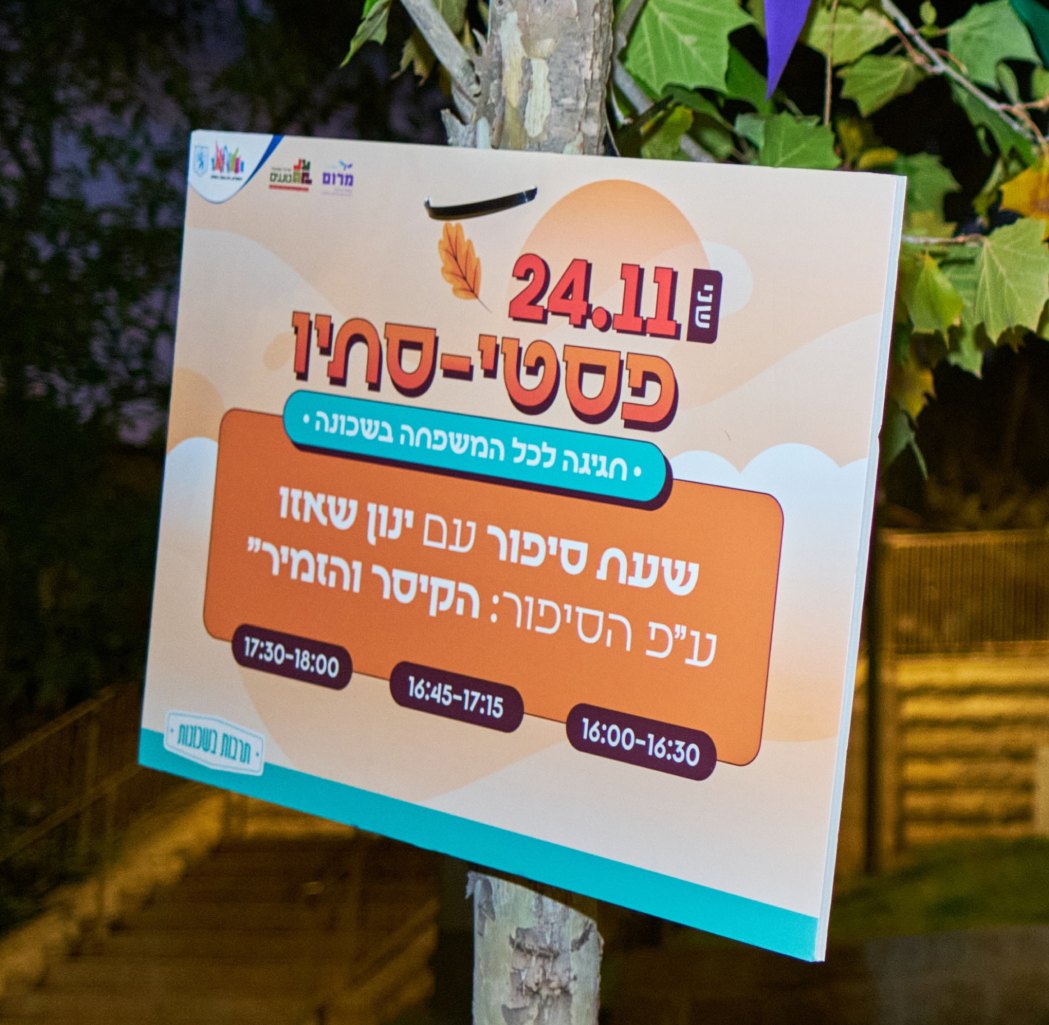 מרום
שני
24.11
פסטי-סתיו
• חגיגה לכל המשפחה בשכונה •
שעת סיפור עם ינון שאזו
ע"פ הסיפור: הקיסר והזמיר"
16:00-16:30
16:45-17:15
17:30-18:00
• תרבות בשכונות •